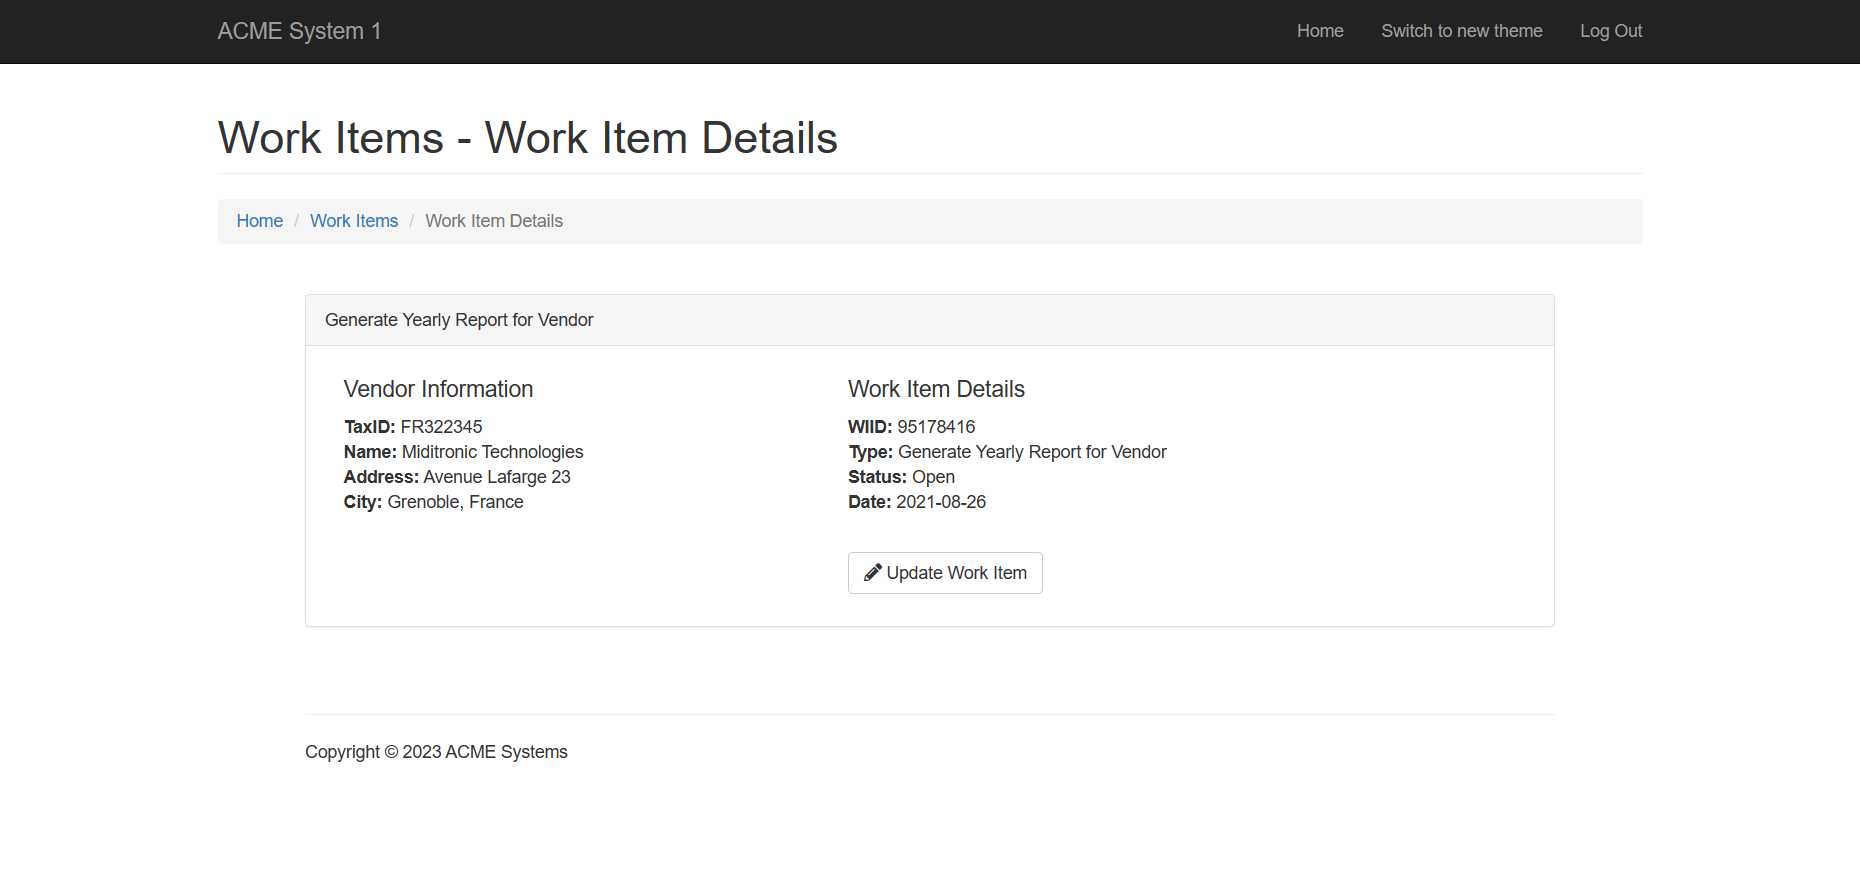 ACME System 1
Home
Switch to new theme
Log Out
Work Items - Work Item Details
Home / Work Items / Work Item Details
Generate Yearly Report for Vendor
Vendor Information
TaxID: FR322345
Name: Miditronic Technologies
Address: Avenue Lafarge 23
City: Grenoble, France
Work Item Details
WIID: 95178416
Type: Generate Yearly Report for Vendor
Status: Open
Date: 2021-08-26
Update Work Item
Copyright © 2023 ACME Systems